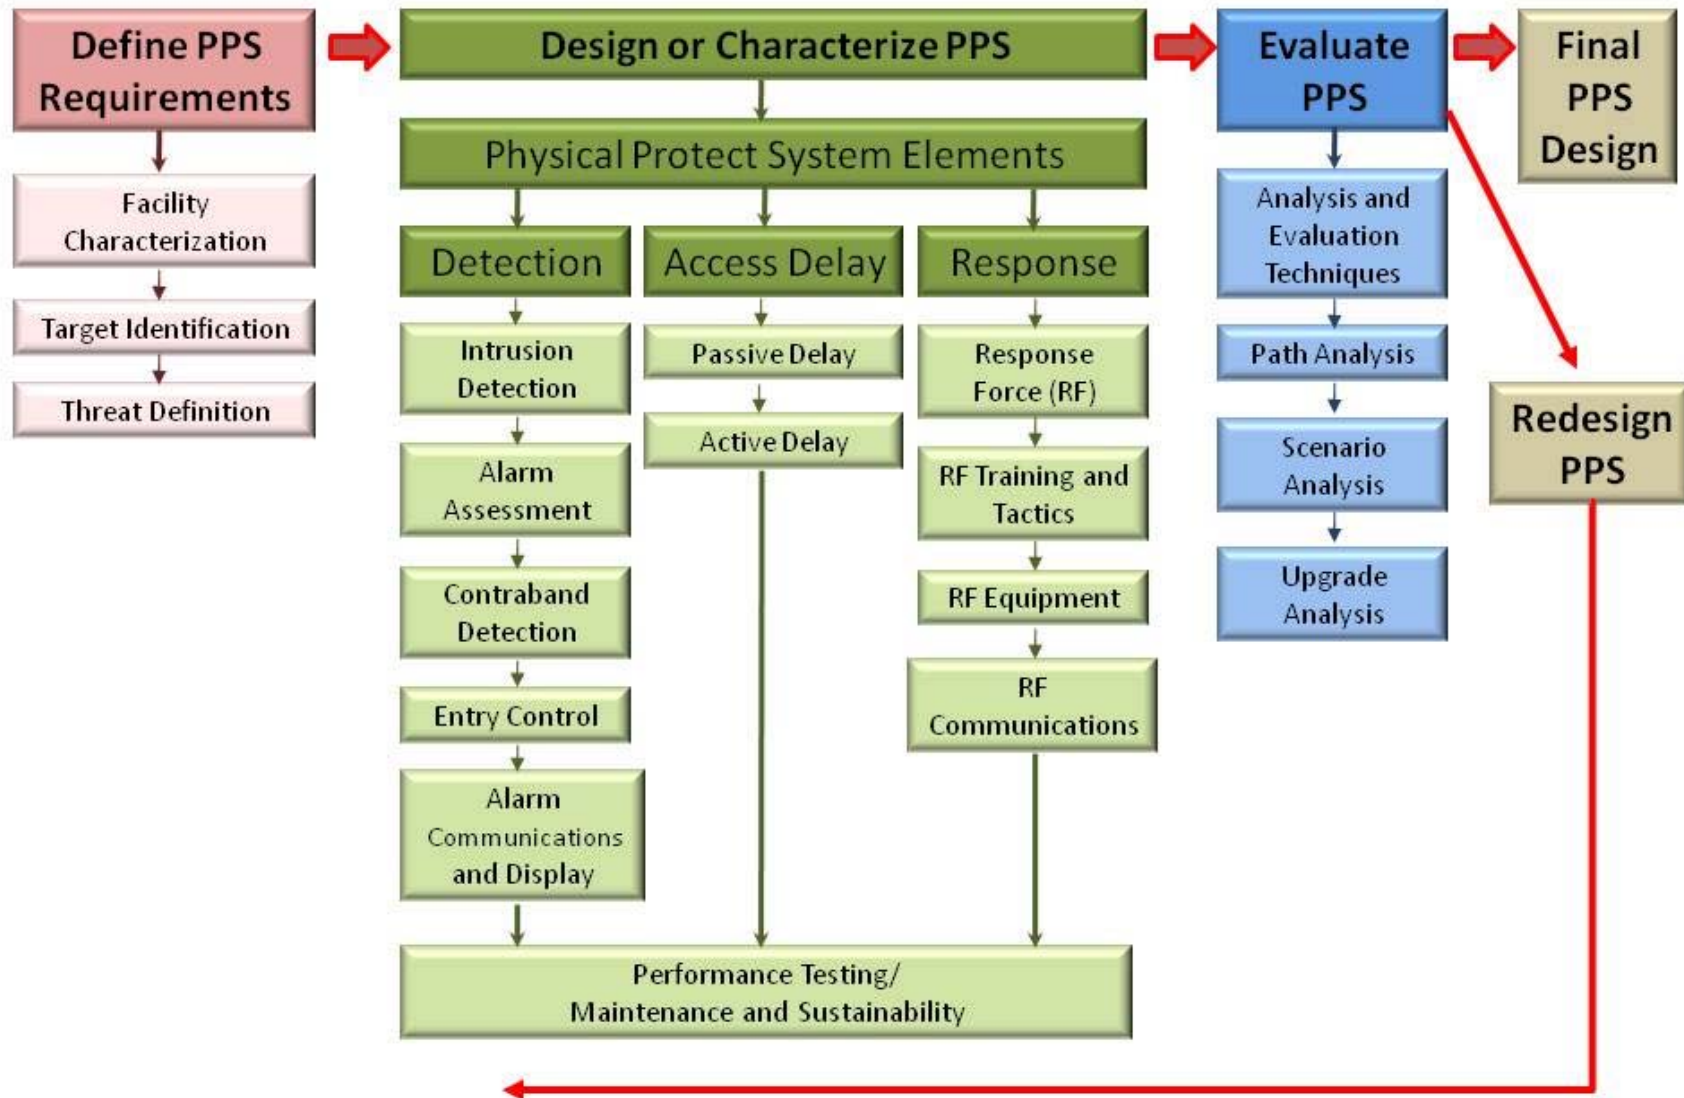 Define PPS
Requirements
Facility
Characterization
Target Identification
Threat Definition
Design or Characterize PPS
Physical Protect System Elements
Detection
Intrusion
Detection
Alarm
Assessment
Contraband
Detection
Entry Control
Alarm
Communications
and Display
Access Delay
Passive Delay
Active Delay
Response
Response
Force (RF)
RF Training and
Tactics
RF Equipment
RF
Communications
Performance Testing/
Maintenance and Sustainability
Evaluate
PPS
Analysis and
Evaluation
Techniques
Path Analysis
Scenario
Analysis
Upgrade
Analysis
Final
PPS
Design
Redesign
PPS